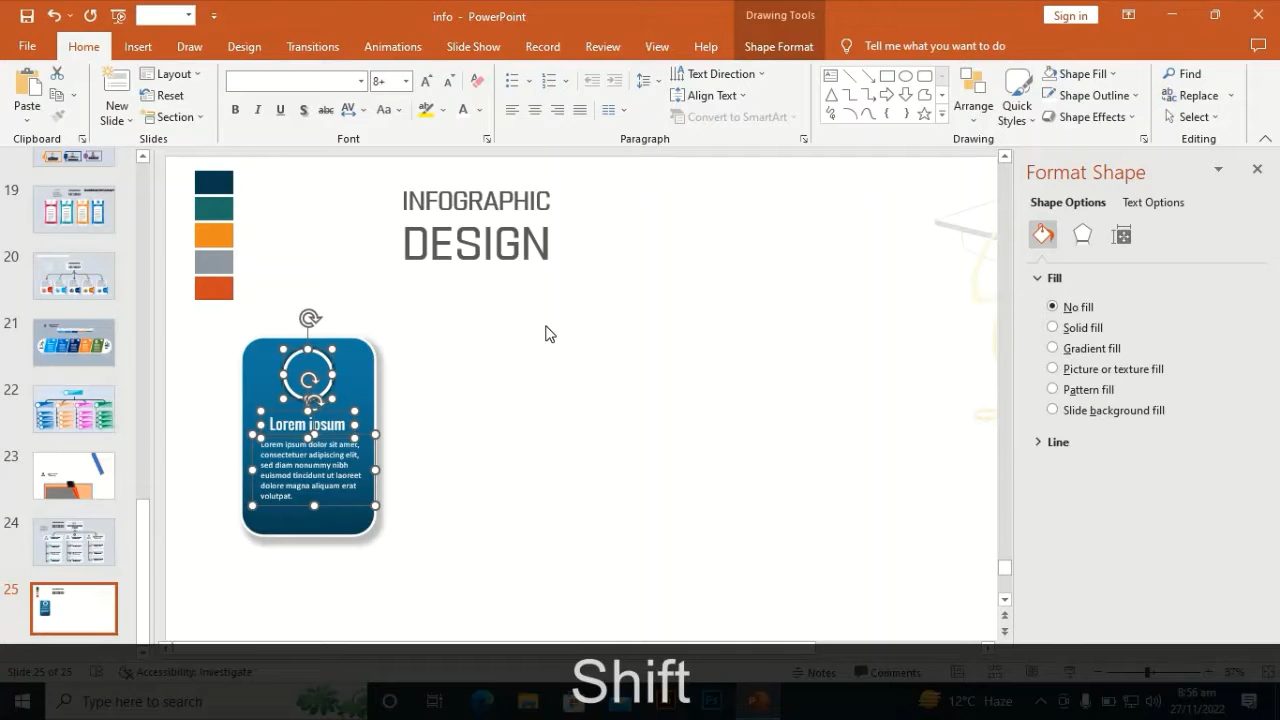 info - PowerPoint
Drawing Tools
Sign in
File
Home
Insert
Draw
Design
Transitions
Animations
Slide Show
Record
Review
View
Help
Shape Format
Tell me what you want to do
Paste
New
Slide
Layout
Reset
Section
8+
B I U S abc AV Aa
A
Text Direction
Align Text
Convert to SmartArt
Arrange
Quick
Styles
Shape Fill
Shape Outline
Shape Effects
Find
Replace
Select
Clipboard
Slides
Font
Paragraph
Drawing
Editing
19
20
21
22
23
24
25
INFOGRAPHIC
DESIGN
Lorem ipsum
Lorem ipsum dolor sit amet,
consectetuer adipiscing elit,
sed diam nonummy nibh
euismod tincidunt ut laoreet
dolore magna aliquam erat
volutpat.
Format Shape
Shape Options
Text Options
Fill
No fill
Solid fill
Gradient fill
Picture or texture fill
Pattern fill
Slide background fill
Line
Shift
Slide 25 of 25
Accessibility: Investigate
Notes
Comments
57%
Type here to search
12°C Haze
8:56 am
27/11/2022